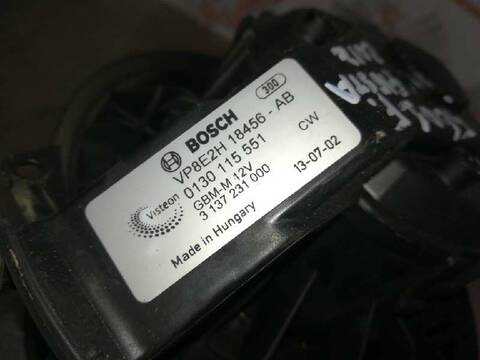 300
BOSCH
VP8E2H 18456 - AB
0130 115 551 CW
GBM-M 12V
3 137 231 000 13-07-02
Visteon
Made in Hungary